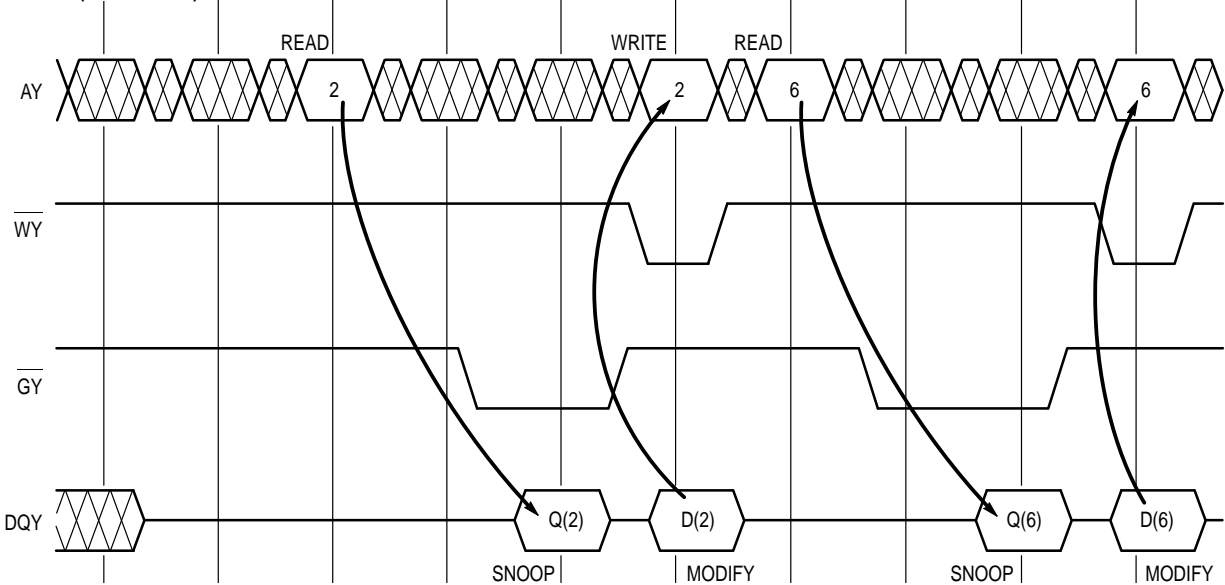 READ WRITE READ
AY 2 2 6 6
WY
GY
DQY Q(2) D(2) Q(6) D(6)
SNOOP MODIFY SNOOP MODIFY